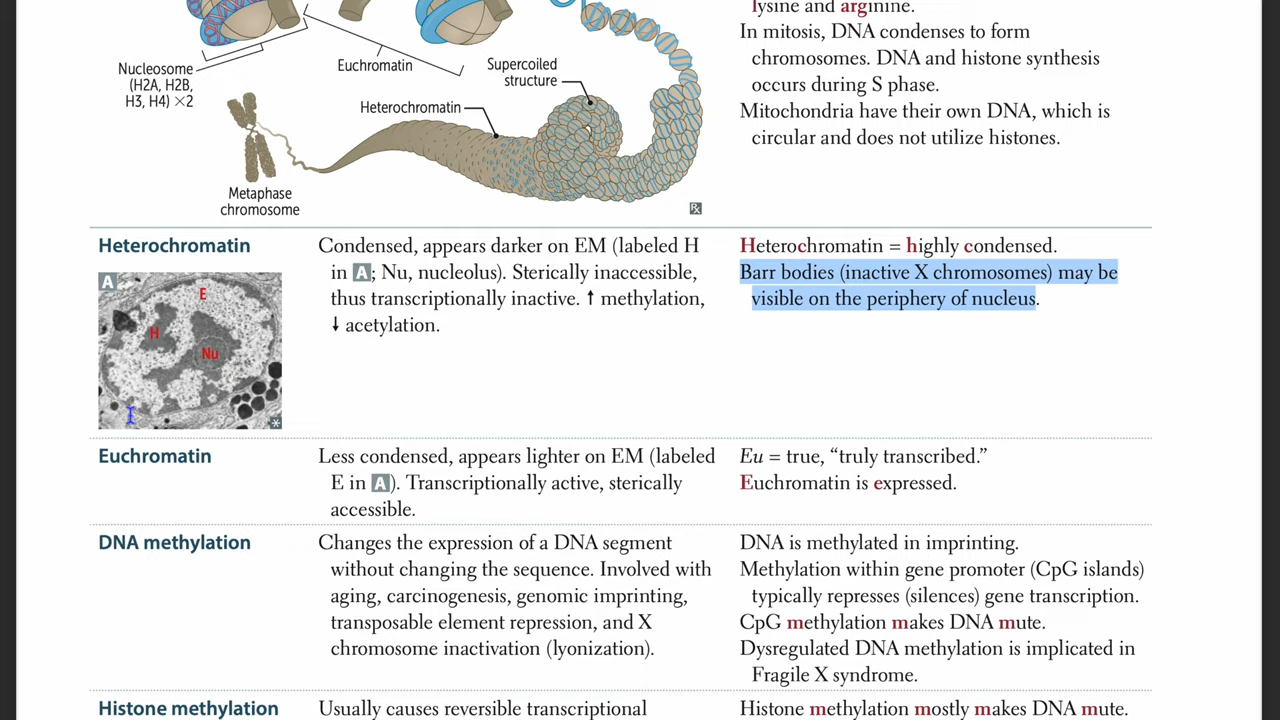 lysine and arginine.
In mitosis, DNA condenses to form
chromosomes. DNA and histone synthesis
occurs during S phase.
Mitochondria have their own DNA, which is
circular and does not utilize histones.
Nucleosome
(H2A, H2B,
H3, H4) ×2
Euchromatin
Supercoiled
structure
Heterochromatin
Metaphase
chromosome
Rx
Heterochromatin
A
E
H
Nu
*
Condensed, appears darker on EM (labeled H
in A; Nu, nucleolus). Sterically inaccessible,
thus transcriptionally inactive. ↑ methylation,
↓ acetylation.
Heterochromatin = highly condensed.
Barr bodies (inactive X chromosomes) may be
visible on the periphery of nucleus.
Euchromatin
Less condensed, appears lighter on EM (labeled
E in A). Transcriptionally active, sterically
accessible.
Eu = true, “truly transcribed.”
Euchromatin is expressed.
DNA methylation
Changes the expression of a DNA segment
without changing the sequence. Involved with
aging, carcinogenesis, genomic imprinting,
transposable element repression, and X
chromosome inactivation (lyonization).
DNA is methylated in imprinting.
Methylation within gene promoter (CpG islands)
typically represses (silences) gene transcription.
CpG methylation makes DNA mute.
Dysregulated DNA methylation is implicated in
Fragile X syndrome.
Histone methylation
Usually causes reversible transcriptional
Histone methylation mostly makes DNA mute.